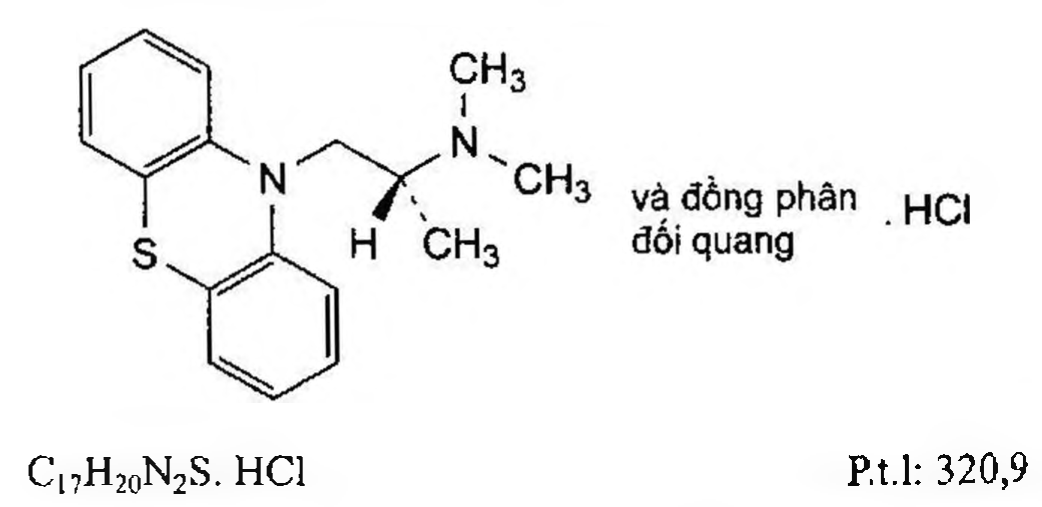 CH₃
N
N
CH₃
và đồng phân
. HCl
H
CH₃
đối quang
S
C₁₇H₂₀N₂S. HCl
P.t.l: 320,9